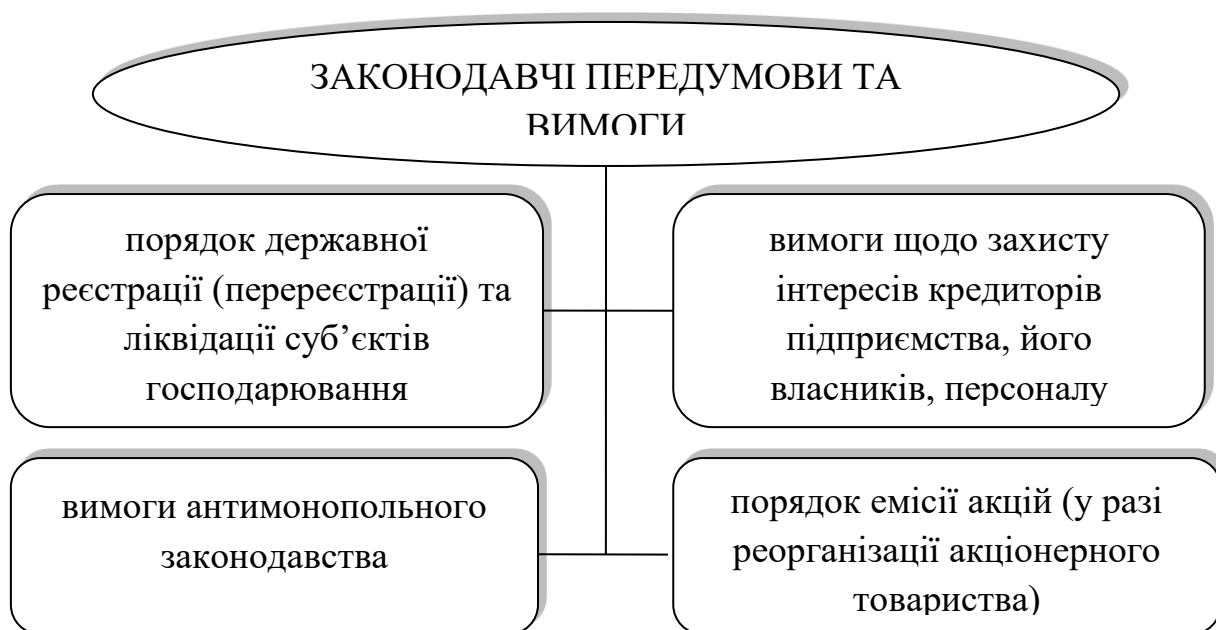 ЗАКОНОДАВЧІ ПЕРЕДУМОВИ ТА
ВИМОГИ
порядок державної
реєстрації (перереєстрації) та
ліквідації суб’єктів
господарювання
вимоги щодо захисту
інтересів кредиторів
підприємства, його
власників, персоналу
вимоги антимонопольного
законодавства
порядок емісії акцій (у разі
реорганізації акціонерного
товариства)